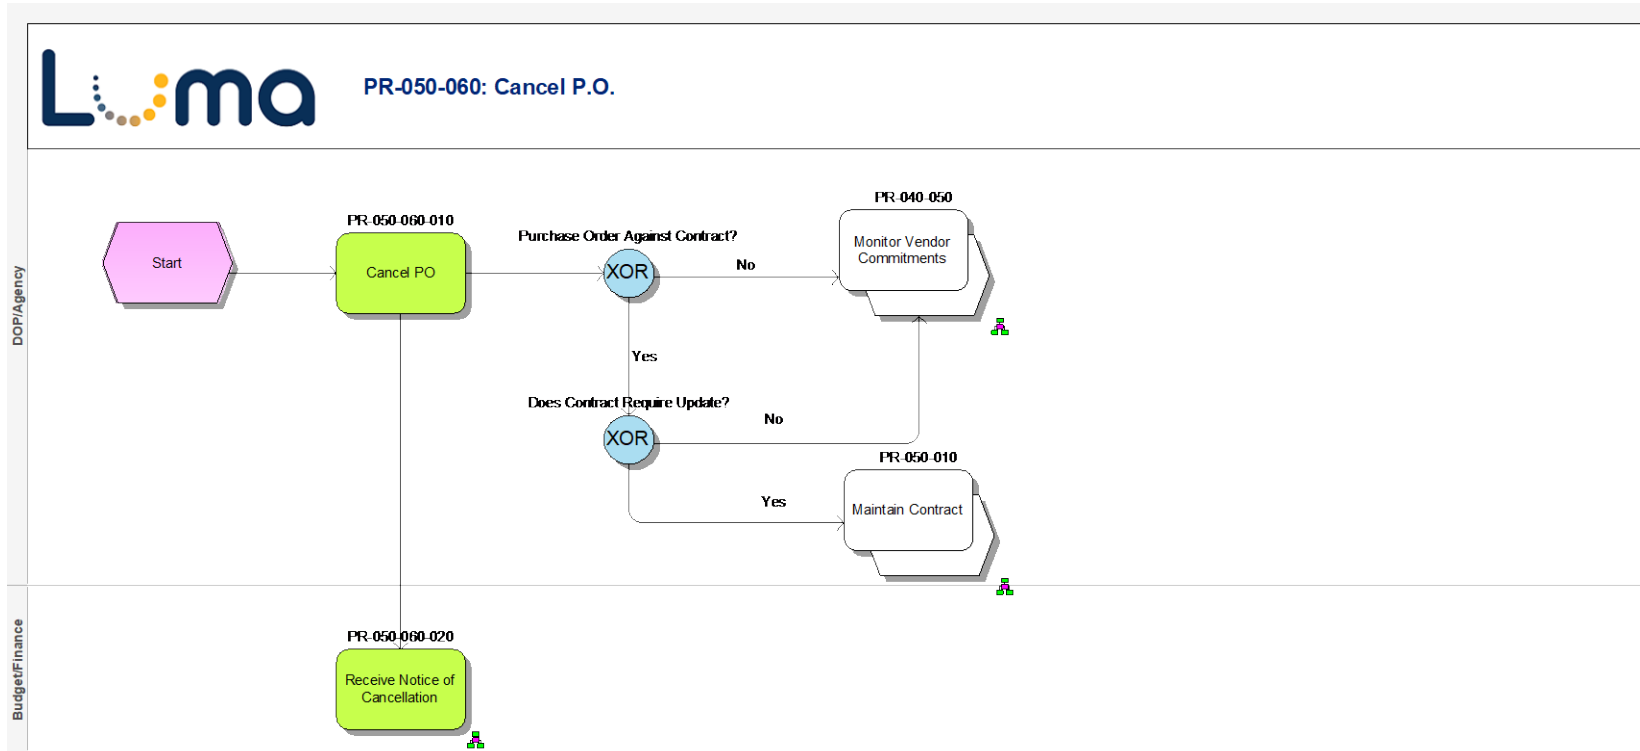 Luma
PR-050-060: Cancel P.O.
DOP/Agency
Start
PR-050-060-010
Cancel PO
Purchase Order Against Contract?
XOR
No
PR-040-050
Monitor Vendor
Commitments
Yes
Does Contract Require Update?
XOR
No
Yes
PR-050-010
Maintain Contract
Budget/Finance
PR-050-060-020
Receive Notice of
Cancellation